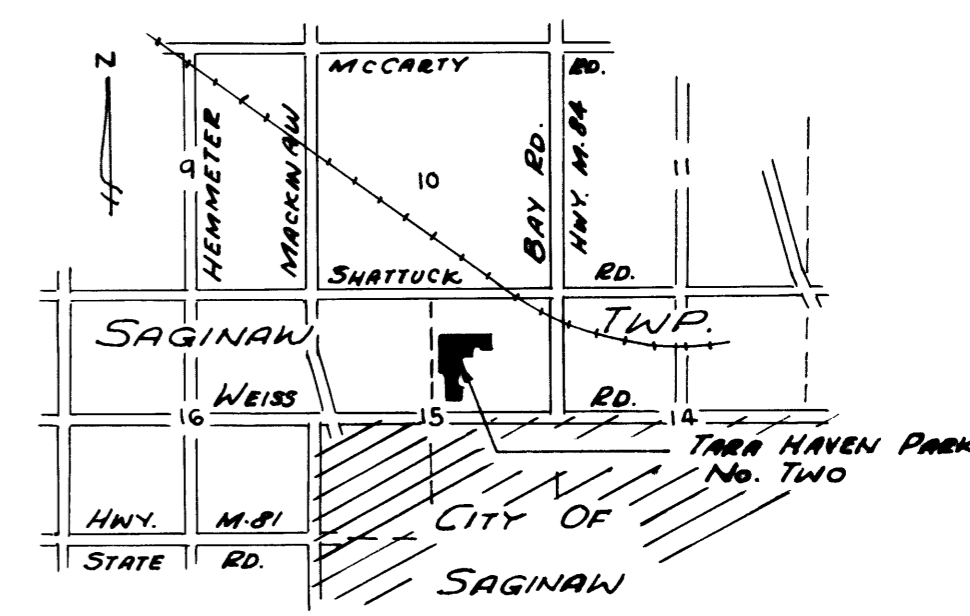 N
McCARTY RD.
HEMMETER
MACKINAW
BAY RD.
HWY. M-84
9
10
11
SHATTUCK RD.
SAGINAW TWP.
WEISS RD.
16
15
14
TARA HAVEN PARK
No. TWO
HWY. M-81
STATE RD.
CITY OF
SAGINAW